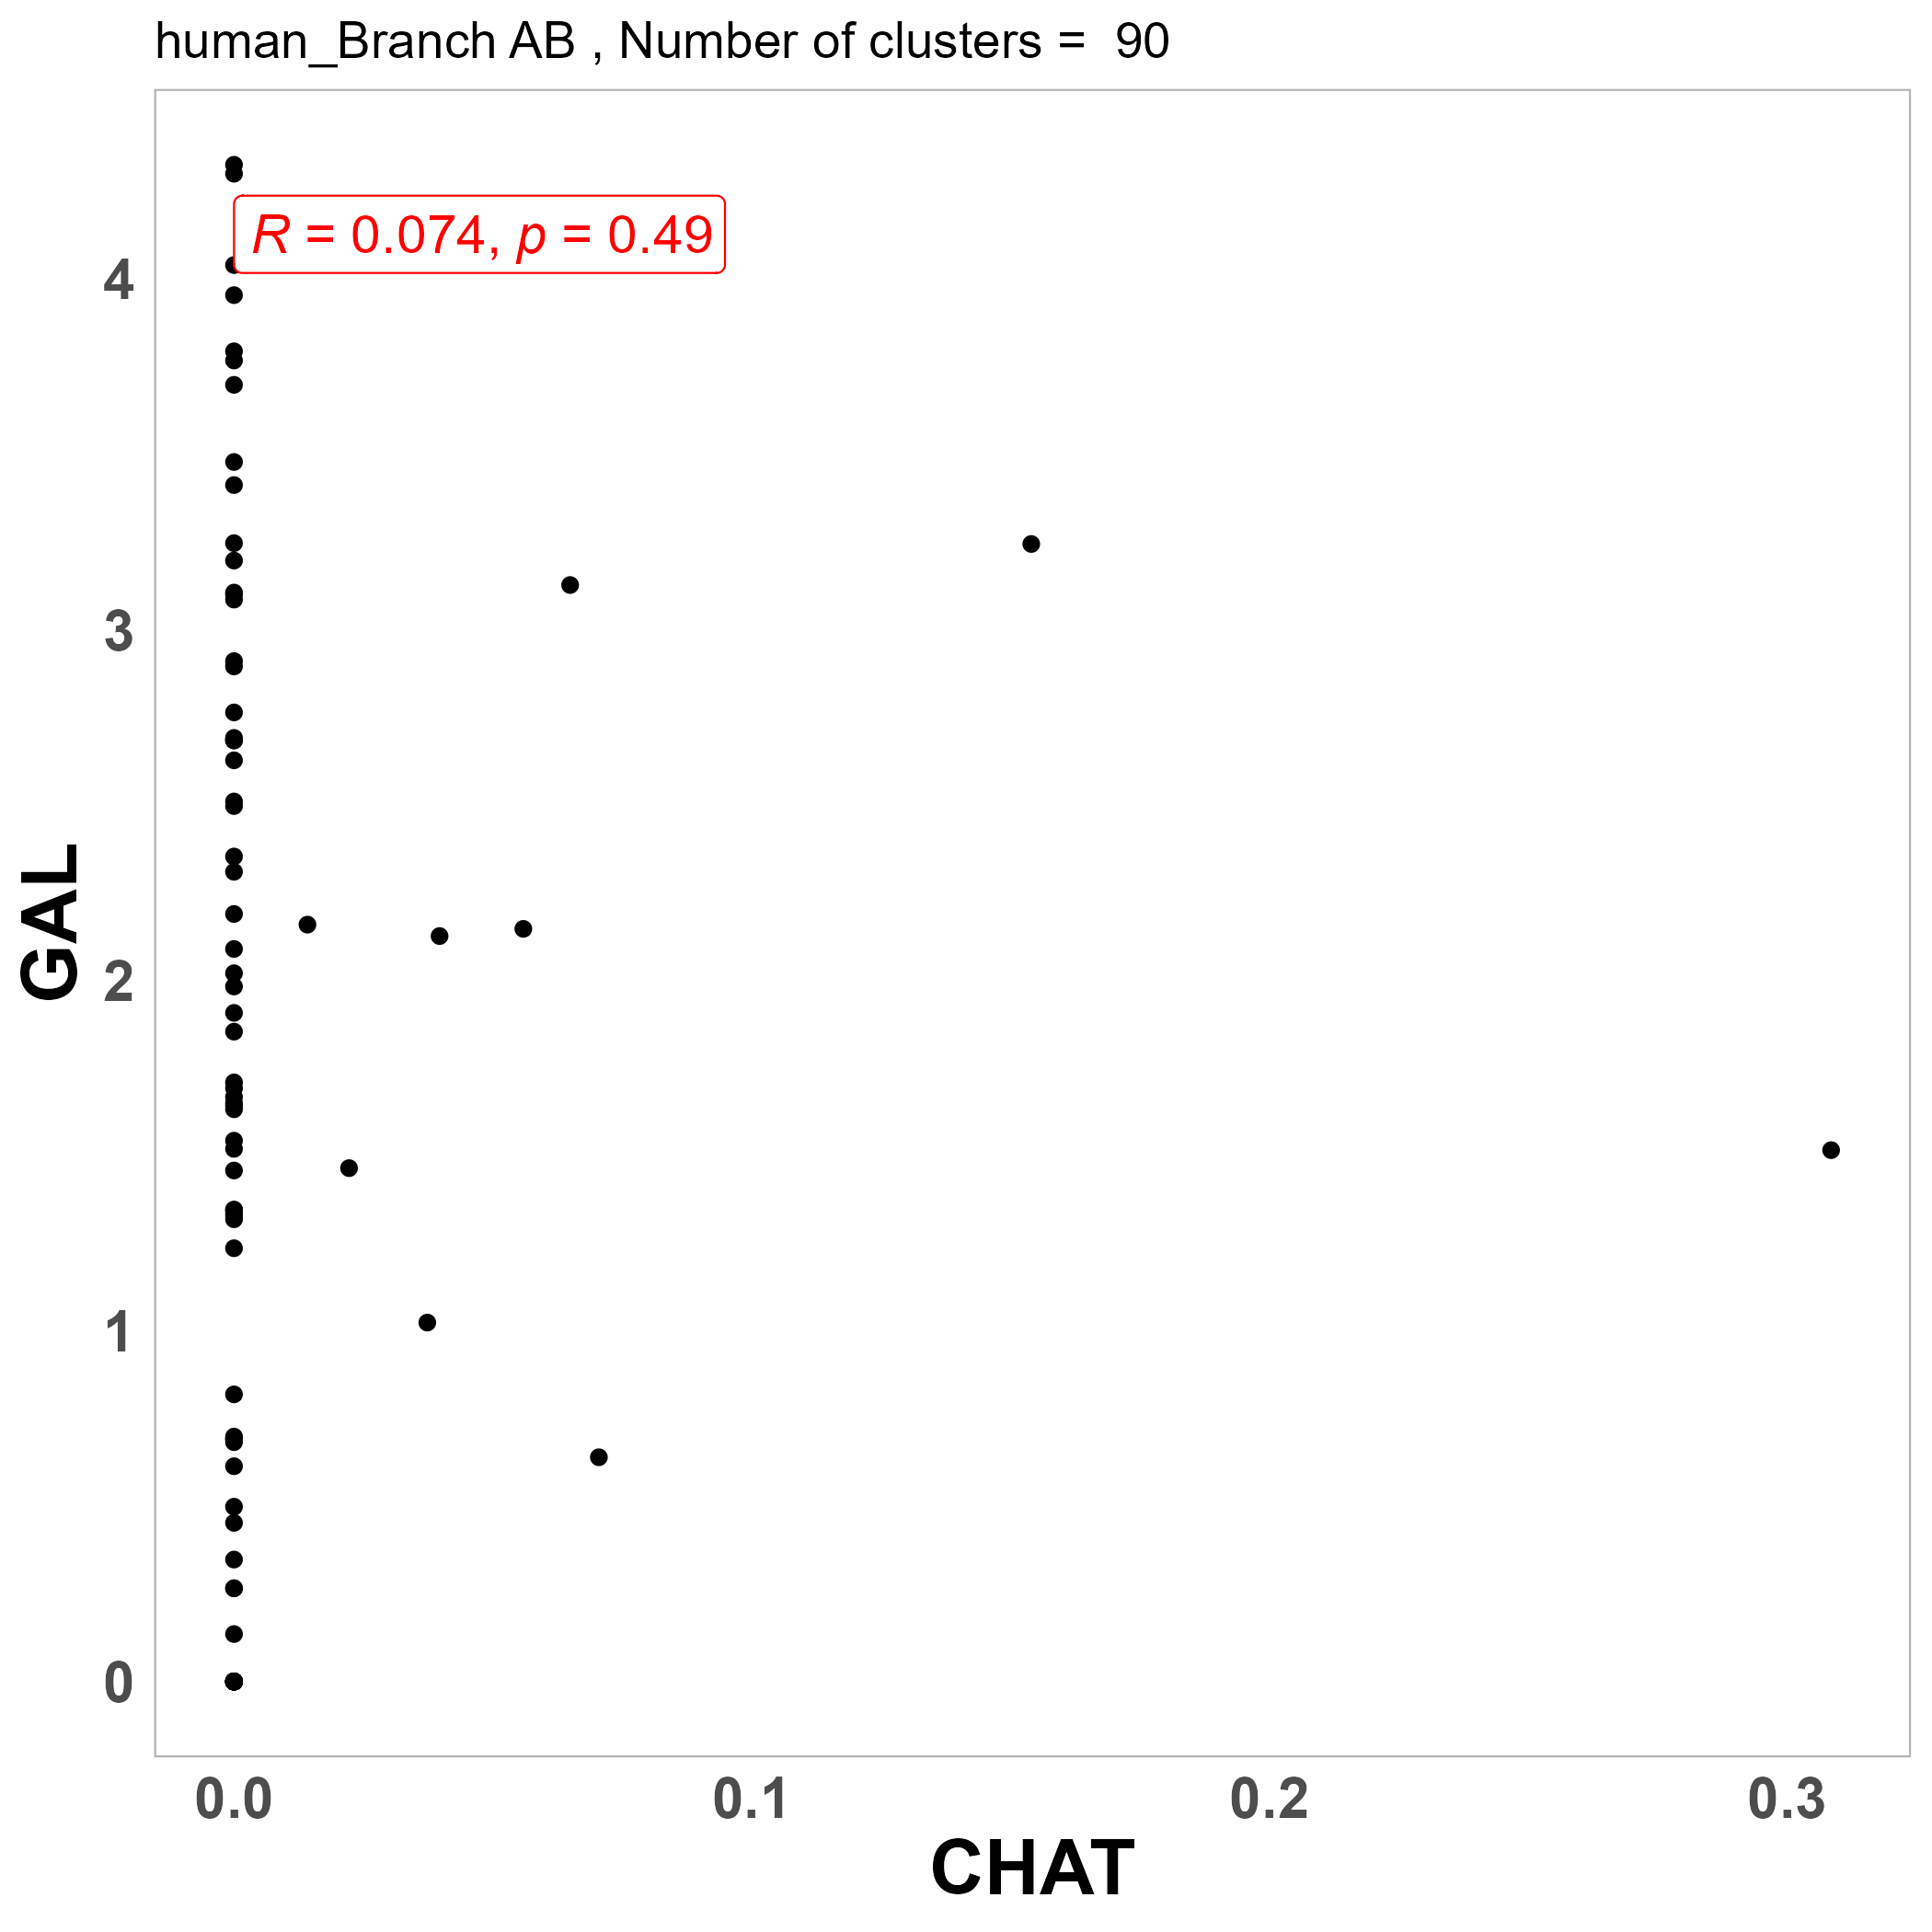 human_Branch AB , Number of clusters =  90
R = 0.074, p = 0.49
4
3
2
1
0
GAL
0.0 0.1 0.2 0.3
CHAT